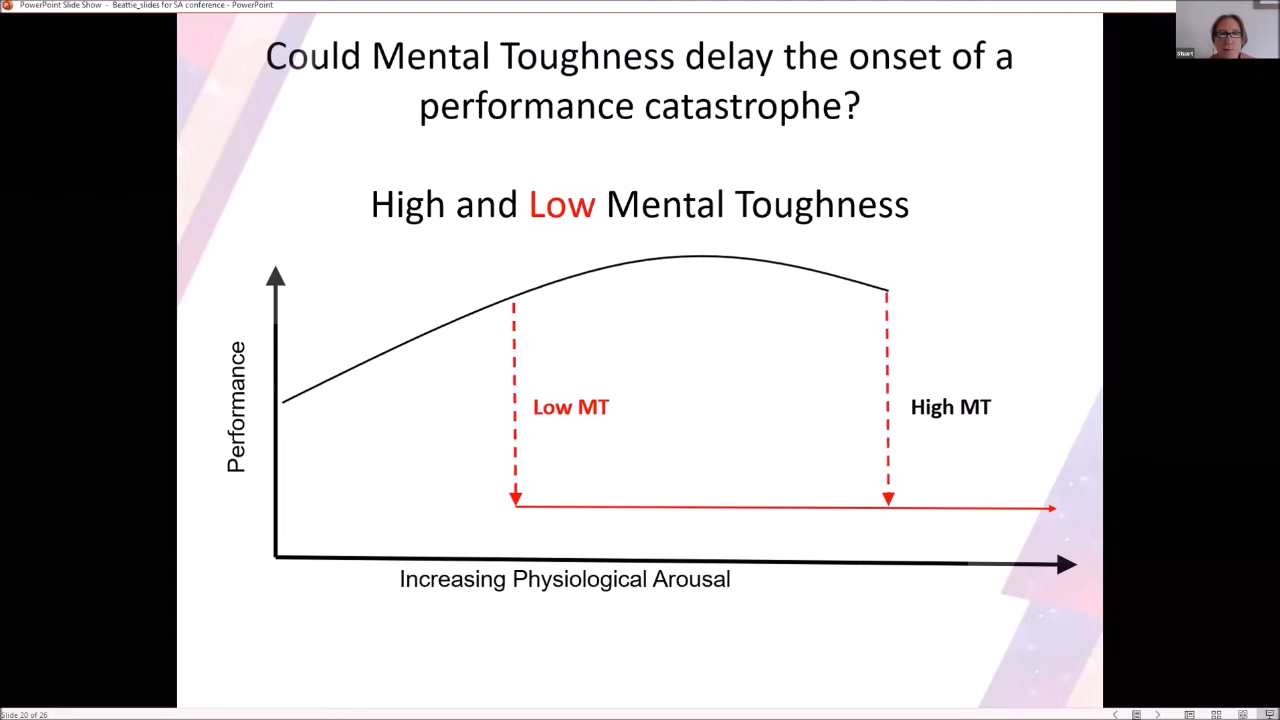 PowerPoint Slide Show - Beattie_slides for SA conference - PowerPoint
Stuart
Could Mental Toughness delay the onset of a
performance catastrophe?
High and Low Mental Toughness
Performance
Low MT
High MT
Increasing Physiological Arousal
Slide 20 of 26